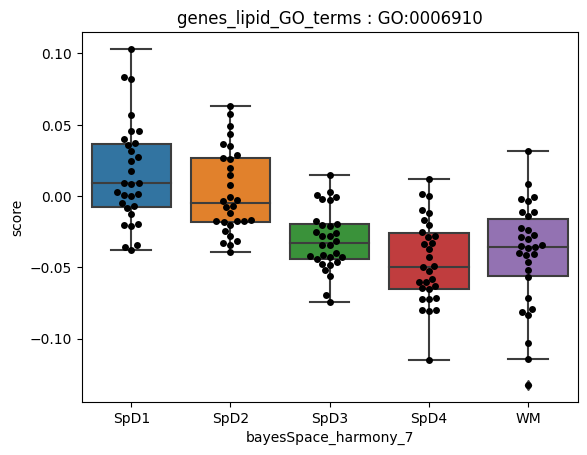 genes_lipid_GO_terms : GO:0006910
0.10
0.05
0.00
−0.05
−0.10
score
SpD1 SpD2 SpD3 SpD4 WM
bayesSpace_harmony_7